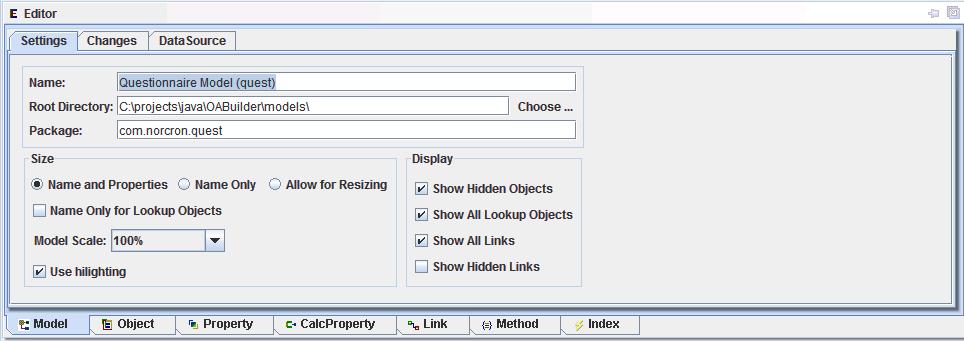 E Editor
Settings Changes DataSource
Name: Questionnaire Model (quest)
Root Directory: C:\projects\java\OABuilder\models\ Choose ...
Package: com.norcron.quest
Size
Name and Properties Name Only Allow for Resizing
Name Only for Lookup Objects
Model Scale: 100%
Use hilighting
Display
Show Hidden Objects
Show All Lookup Objects
Show All Links
Show Hidden Links
Model Object Property CalcProperty Link Method Index